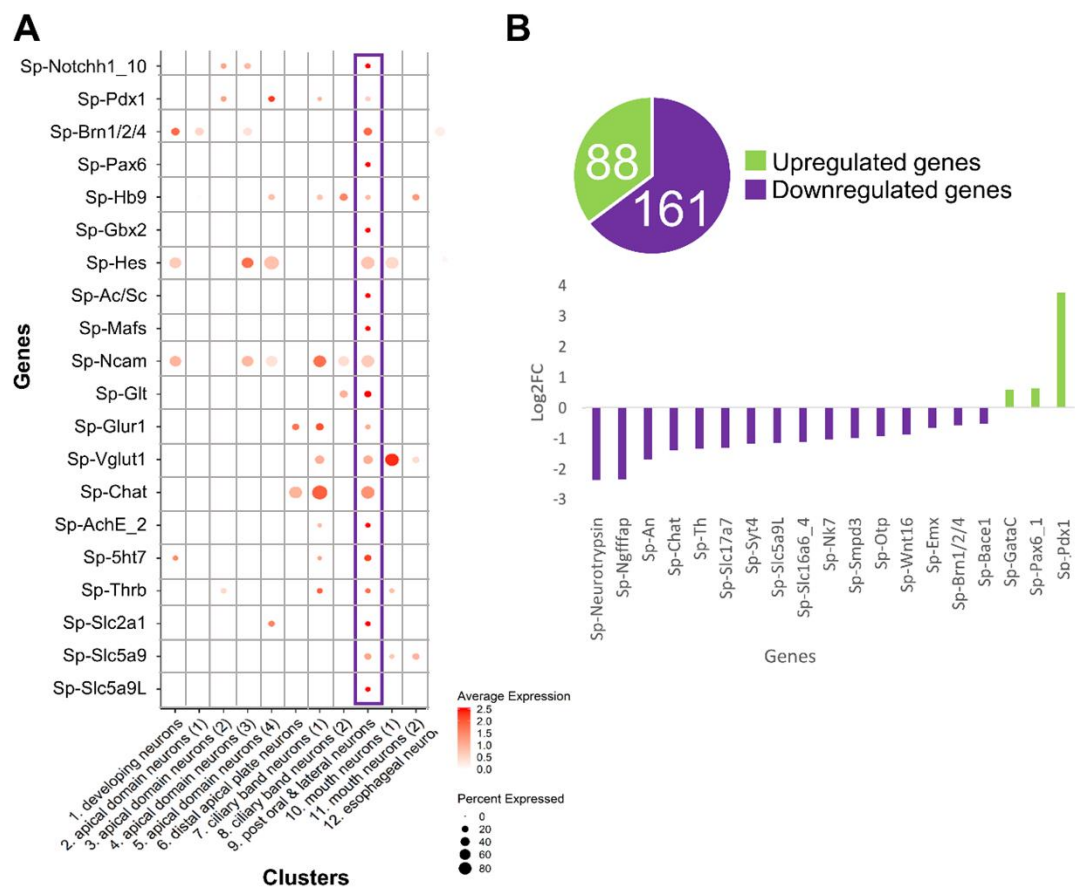 A
B
Genes
Sp-Notchh1_10
Sp-Pdx1
Sp-Brn1/2/4
Sp-Pax6
Sp-Hb9
Sp-Gbx2
Sp-Hes
Sp-Ac/Sc
Sp-Mafs
Sp-Ncam
Sp-Glt
Sp-Glur1
Sp-Vglut1
Sp-Chat
Sp-AchE_2
Sp-5ht7
Sp-Thrb
Sp-Slc2a1
Sp-Slc5a9
Sp-Slc5a9L
1. developing neurons
2. apical domain neurons (1)
3. apical domain neurons (2)
4. apical domain neurons (3)
5. apical domain neurons (4)
6. distal apical plate neurons
7. ciliary band neurons (1)
8. ciliary band neurons (2)
9. post oral & lateral neurons
10. mouth neurons (1)
11. mouth neurons (2)
12. esophageal neuro
Clusters
Average Expression
2.5
2.0
1.5
1.0
0.5
0.0
Percent Expressed
0
20
40
60
80
88
161
Upregulated genes
Downregulated genes
Log2FC
4
3
2
1
0
-1
-2
-3
Sp-Neurotrypsin
Sp-Ngfffap
Sp-An
Sp-Chat
Sp-Th
Sp-Slc17a7
Sp-Syt4
Sp-Slc5a9L
Sp-Slc16a6_4
Sp-Nk7
Sp-Smpd3
Sp-Otp
Sp-Wnt16
Sp-Emx
Sp-Brn1/2/4
Sp-Bace1
Sp-GataC
Sp-Pax6_1
Sp-Pdx1
Genes